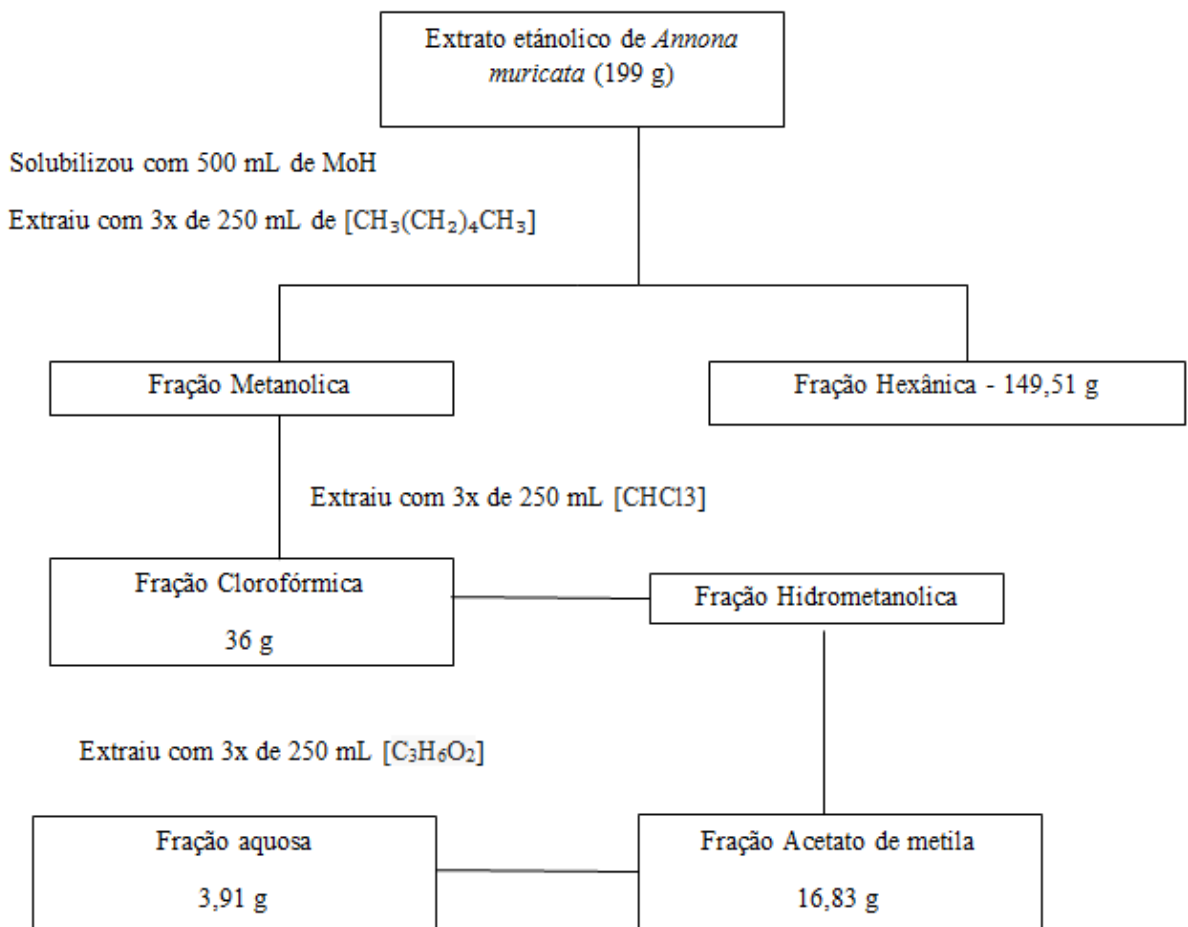 Extrato etánolico de Annona
muricata (199 g)
Solubilizou com 500 mL de MoH
Extraiu com 3x de 250 mL de [CH₃(CH₂)₄CH₃]
Fração Metanolica
Fração Hexânica - 149,51 g
Extraiu com 3x de 250 mL [CHCl3]
Fração Clorofórmica
36 g
Fração Hidrometanolica
Extraiu com 3x de 250 mL [C₃H₆O₂]
Fração aquosa
3,91 g
Fração Acetato de metila
16,83 g